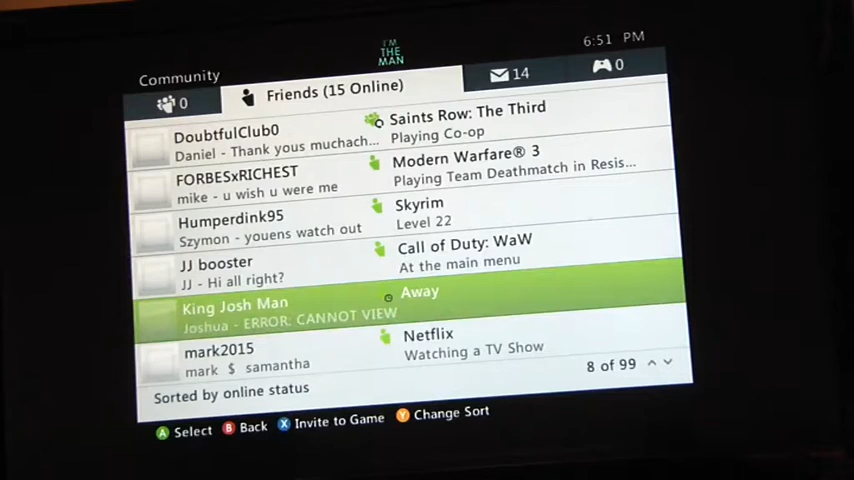 I'M
THE
MAN
6:51 PM
Community
0
Friends (15 Online)
14
0
DoubtfulClub0
Daniel - Thank yous muchach...
Saints Row: The Third
Playing Co-op
FORBESxRICHEST
mike - u wish u were me
Modern Warfare® 3
Playing Team Deathmatch in Resis...
Humperdink95
Szymon - youens watch out
Skyrim
Level 22
JJ booster
JJ - Hi all right?
Call of Duty: WaW
At the main menu
King Josh Man
Joshua - ERROR: CANNOT VIEW
Away
mark2015
mark $ samantha
Netflix
Watching a TV Show
Sorted by online status
8 of 99
A Select B Back X Invite to Game Y Change Sort